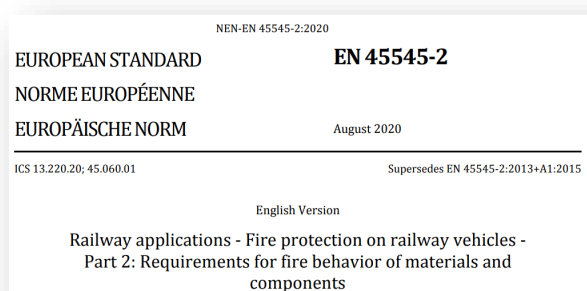 NEN-EN 45545-2:2020
EUROPEAN STANDARD
EN 45545-2
NORME EUROPÉENNE
EUROPÄISCHE NORM
August 2020
ICS 13.220.20; 45.060.01
Supersedes EN 45545-2:2013+A1:2015
English Version
Railway applications - Fire protection on railway vehicles -
Part 2: Requirements for fire behavior of materials and
components